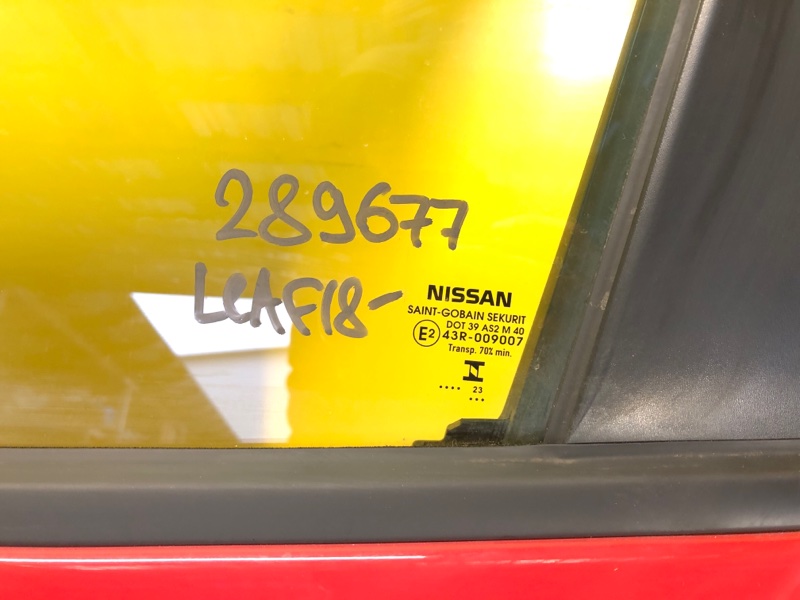 289677
LEAF18-
NISSAN
SAINT-GOBAIN SEKURIT
DOT 39 AS2 M 40
E2 43R-009007
Transp. 70% min.
.... 23
...